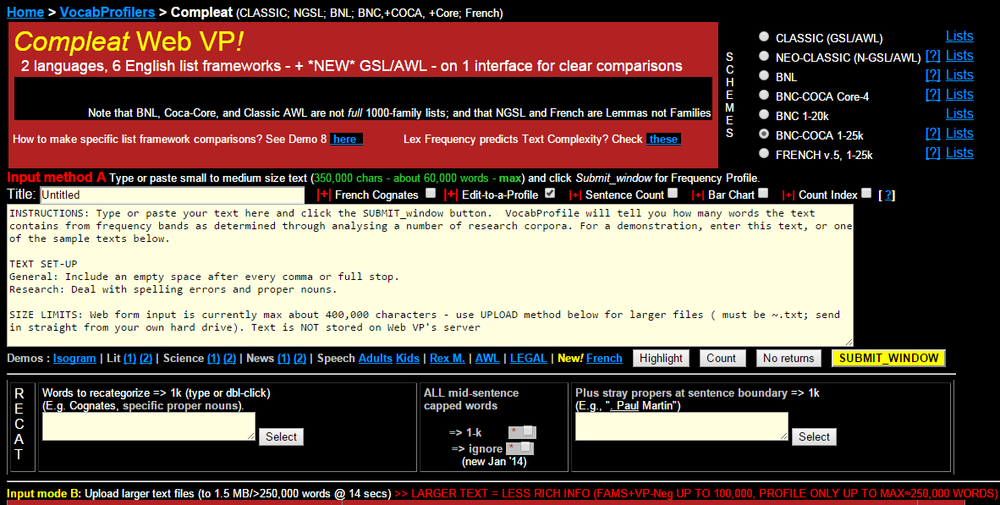 Home > VocabProfilers > Compleat (CLASSIC; NGSL; BNL; BNC,+COCA, +Core; French)
Compleat Web VP!
2 languages, 6 English list frameworks - + *NEW* GSL/AWL - on 1 interface for clear comparisons
Note that BNL, Coca-Core, and Classic AWL are not full 1000-family lists; and that NGSL and French are Lemmas not Families
How to make specific list framework comparisons? See Demo 8 here Lex Frequency predicts Text Complexity? Check these
S
C
H
E
M
E
S
CLASSIC (GSL/AWL) Lists
NEO-CLASSIC (N-GSL/AWL) [?] Lists
BNL [?] Lists
BNC-COCA Core-4 [?] Lists
BNC 1-20k Lists
BNC-COCA 1-25k [?] Lists
FRENCH v.5, 1-25k [?] Lists
Input method A Type or paste small to medium size text (350,000 chars - about 60,000 words - max) and click Submit_window for Frequency Profile.
Title: Untitled |+| French Cognates |+| Edit-to-a-Profile |+| Sentence Count |+| Bar Chart |+| Count Index [ ?]
INSTRUCTIONS: Type or paste your text here and click the SUBMIT_window button. VocabProfile will tell you how many words the text
contains from frequency bands as determined through analysing a number of research corpora. For a demonstration, enter this text, or one
of the sample texts below.
TEXT SET-UP
General: Include an empty space after every comma or full stop.
Research: Deal with spelling errors and proper nouns.
SIZE LIMITS: Web form input is currently max about 400,000 characters - use UPLOAD method below for larger files ( must be ~.txt; send
in straight from your own hard drive). Text is NOT stored on Web VP's server
Demos : Isogram | Lit (1) (2) | Science (1) (2) | News (1) (2) | Speech Adults Kids | Rex M. | AWL | LEGAL | New! French Highlight Count No returns SUBMIT_WINDOW
R
E
C
A
T
Words to recategorize => 1k (type or dbl-click)
(E.g. Cognates, specific proper nouns).
Select
ALL mid-sentence
capped words
=> 1-k *
=> ignore *
(new Jan '14)
Plus stray propers at sentence boundary => 1k
(E.g., ". Paul Martin")
Select
Input mode B: Upload larger text files (to 1.5 MB/>250,000 words @ 14 secs) >> LARGER TEXT = LESS RICH INFO (FAMS+VP-Neg UP TO 100,000, PROFILE ONLY UP TO MAX≈250,000 WORDS)